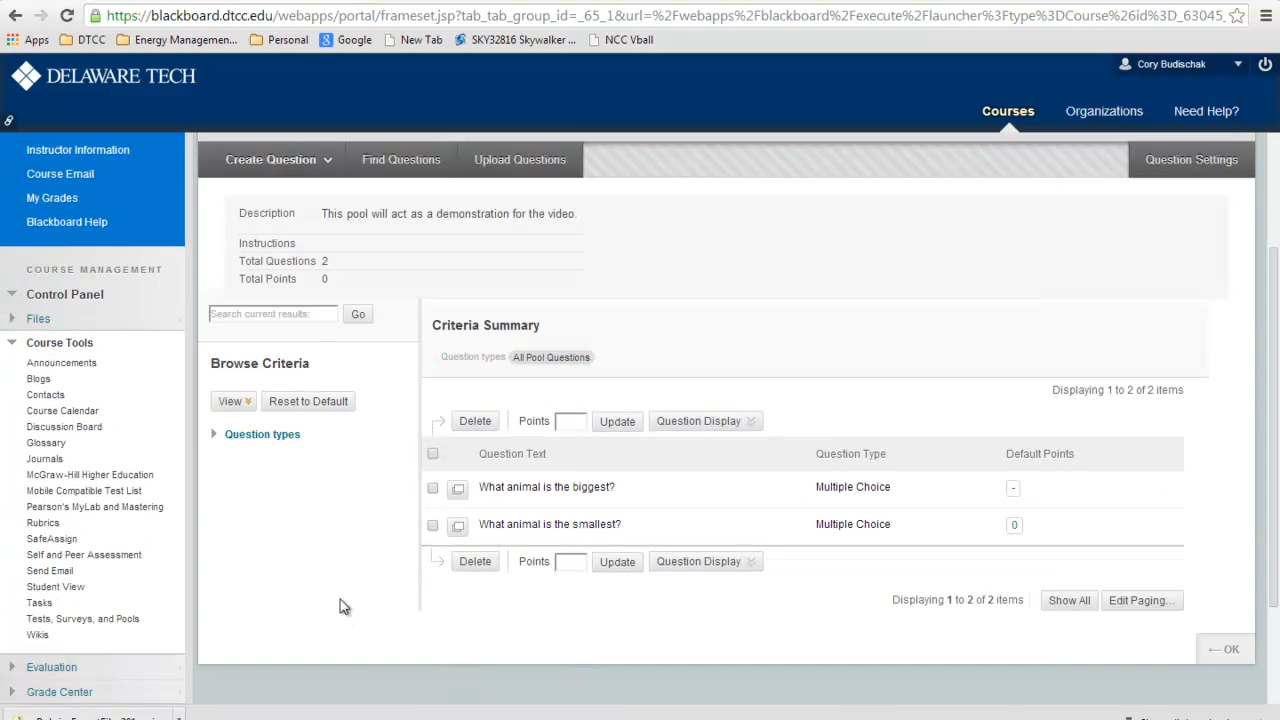 https://blackboard.dtcc.edu/webapps/portal/frameset.jsp?tab_tab_group_id=_65_1&url=%2Fwebapps%2Fblackboard%2Fexecute%2Flauncher%3Ftype%3DCourse%26id%3D_63045_
Apps DTCC Energy Managemen... Personal Google New Tab SKY32816 Skywalker ... NCC Vball
DELAWARE TECH
Cory Budischak
Courses Organizations Need Help?
Instructor Information
Course Email
My Grades
Blackboard Help
COURSE MANAGEMENT
Control Panel
Files
Course Tools
Announcements
Blogs
Contacts
Course Calendar
Discussion Board
Glossary
Journals
McGraw-Hill Higher Education
Mobile Compatible Test List
Pearson's MyLab and Mastering
Rubrics
SafeAssign
Self and Peer Assessment
Send Email
Student View
Tasks
Tests, Surveys, and Pools
Wikis
Evaluation
Grade Center
Create Question Find Questions Upload Questions Question Settings
Description This pool will act as a demonstration for the video.
Instructions
Total Questions 2
Total Points 0
Search current results: Go
Browse Criteria
View Reset to Default
Question types
Criteria Summary
Question types All Pool Questions
Displaying 1 to 2 of 2 items
Delete Points Update Question Display
Question Text Question Type Default Points
What animal is the biggest? Multiple Choice -
What animal is the smallest? Multiple Choice 0
Delete Points Update Question Display
Displaying 1 to 2 of 2 items Show All Edit Paging...
← OK